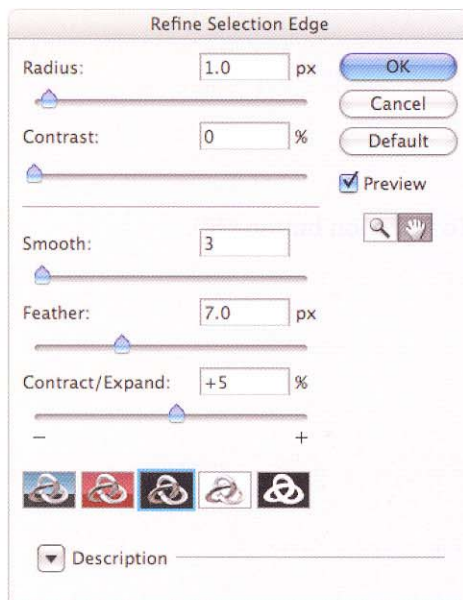 Refine Selection Edge
Radius: 1.0 px
OK
Cancel
Contrast: 0 %
Default
Preview
Smooth: 3
Feather: 7.0 px
Contract/Expand: +5 %
− +
Description